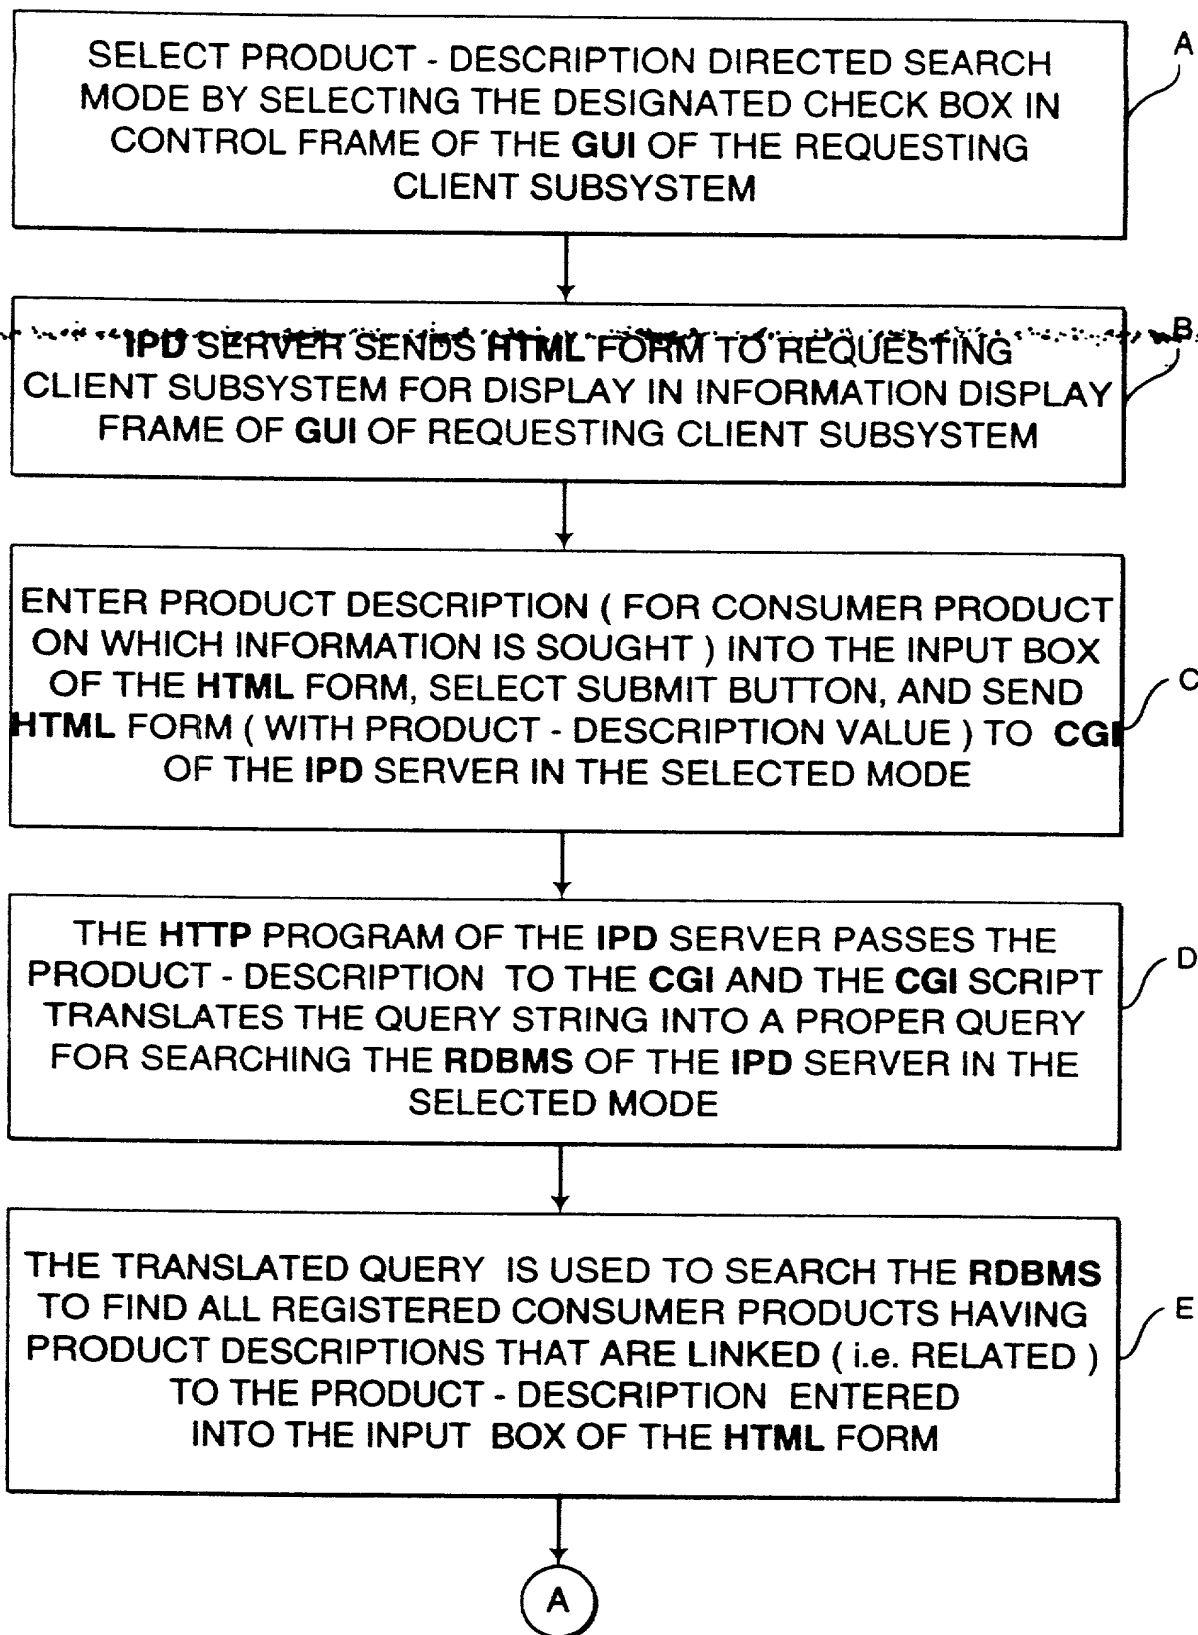 SELECT PRODUCT - DESCRIPTION DIRECTED SEARCH
MODE BY SELECTING THE DESIGNATED CHECK BOX IN
CONTROL FRAME OF THE GUI OF THE REQUESTING
CLIENT SUBSYSTEM
A
IPD SERVER SENDS HTML FORM TO REQUESTING
CLIENT SUBSYSTEM FOR DISPLAY IN INFORMATION DISPLAY
FRAME OF GUI OF REQUESTING CLIENT SUBSYSTEM
B
ENTER PRODUCT DESCRIPTION ( FOR CONSUMER PRODUCT
ON WHICH INFORMATION IS SOUGHT ) INTO THE INPUT BOX
OF THE HTML FORM, SELECT SUBMIT BUTTON, AND SEND
HTML FORM ( WITH PRODUCT - DESCRIPTION VALUE ) TO CGI
OF THE IPD SERVER IN THE SELECTED MODE
C
THE HTTP PROGRAM OF THE IPD SERVER PASSES THE
PRODUCT - DESCRIPTION TO THE CGI AND THE CGI SCRIPT
TRANSLATES THE QUERY STRING INTO A PROPER QUERY
FOR SEARCHING THE RDBMS OF THE IPD SERVER IN THE
SELECTED MODE
D
THE TRANSLATED QUERY IS USED TO SEARCH THE RDBMS
TO FIND ALL REGISTERED CONSUMER PRODUCTS HAVING
PRODUCT DESCRIPTIONS THAT ARE LINKED ( i.e. RELATED )
TO THE PRODUCT - DESCRIPTION ENTERED
INTO THE INPUT BOX OF THE HTML FORM
E
A